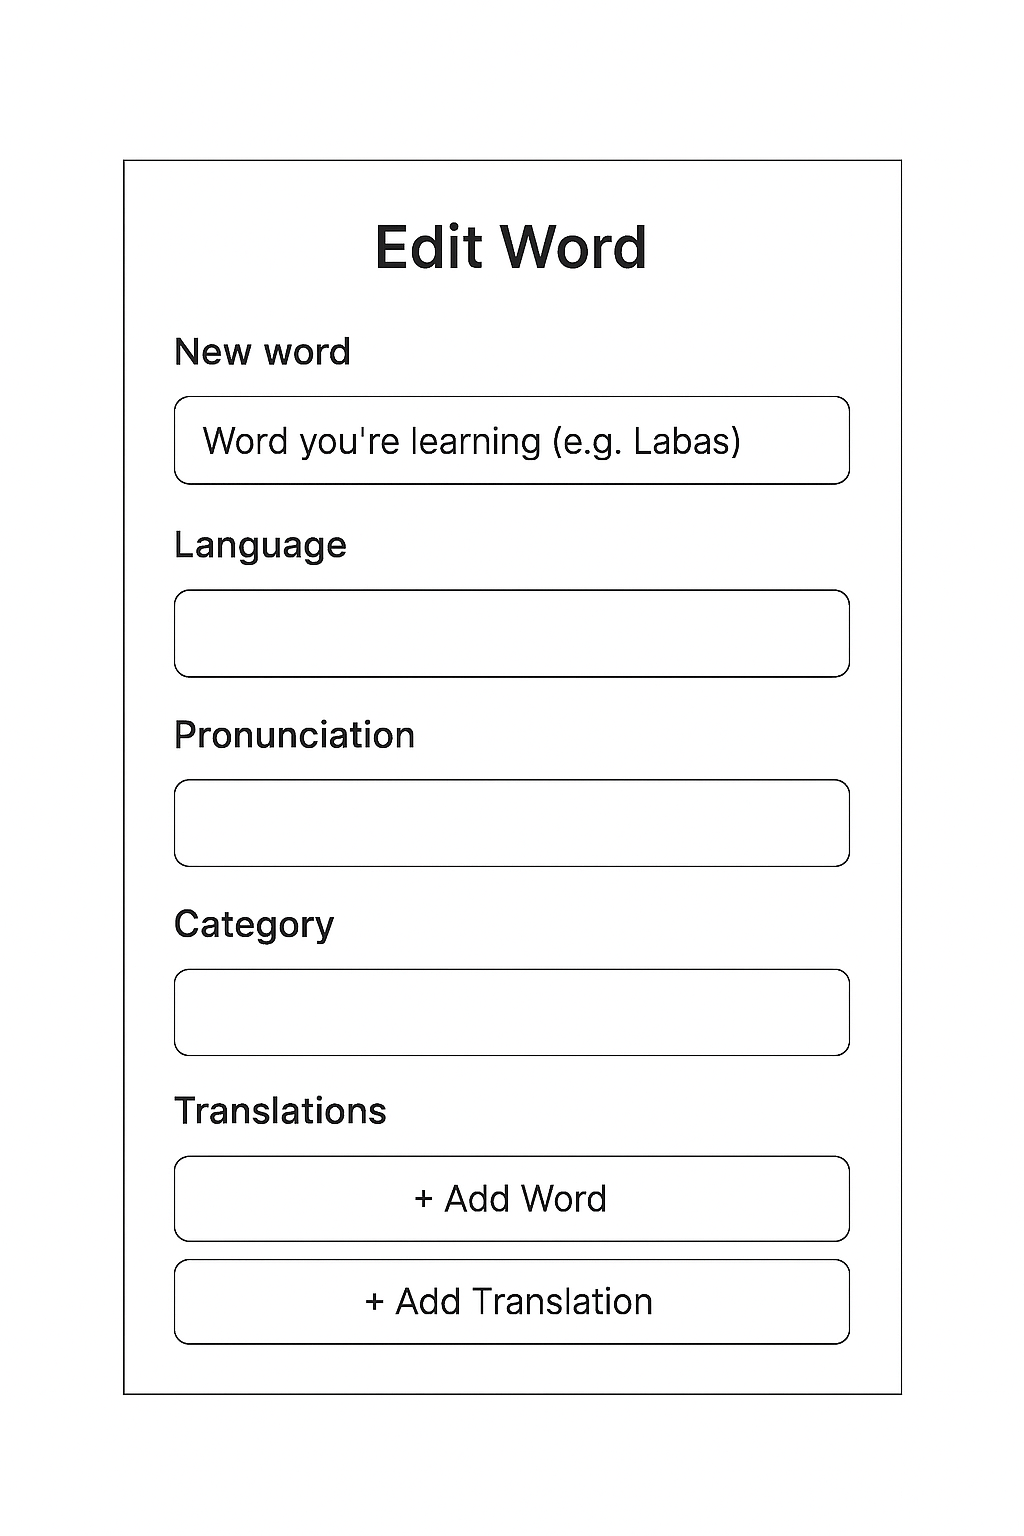 Edit Word
New word
Word you're learning (e.g. Labas)
Language
Pronunciation
Category
Translations
+ Add Word
+ Add Translation